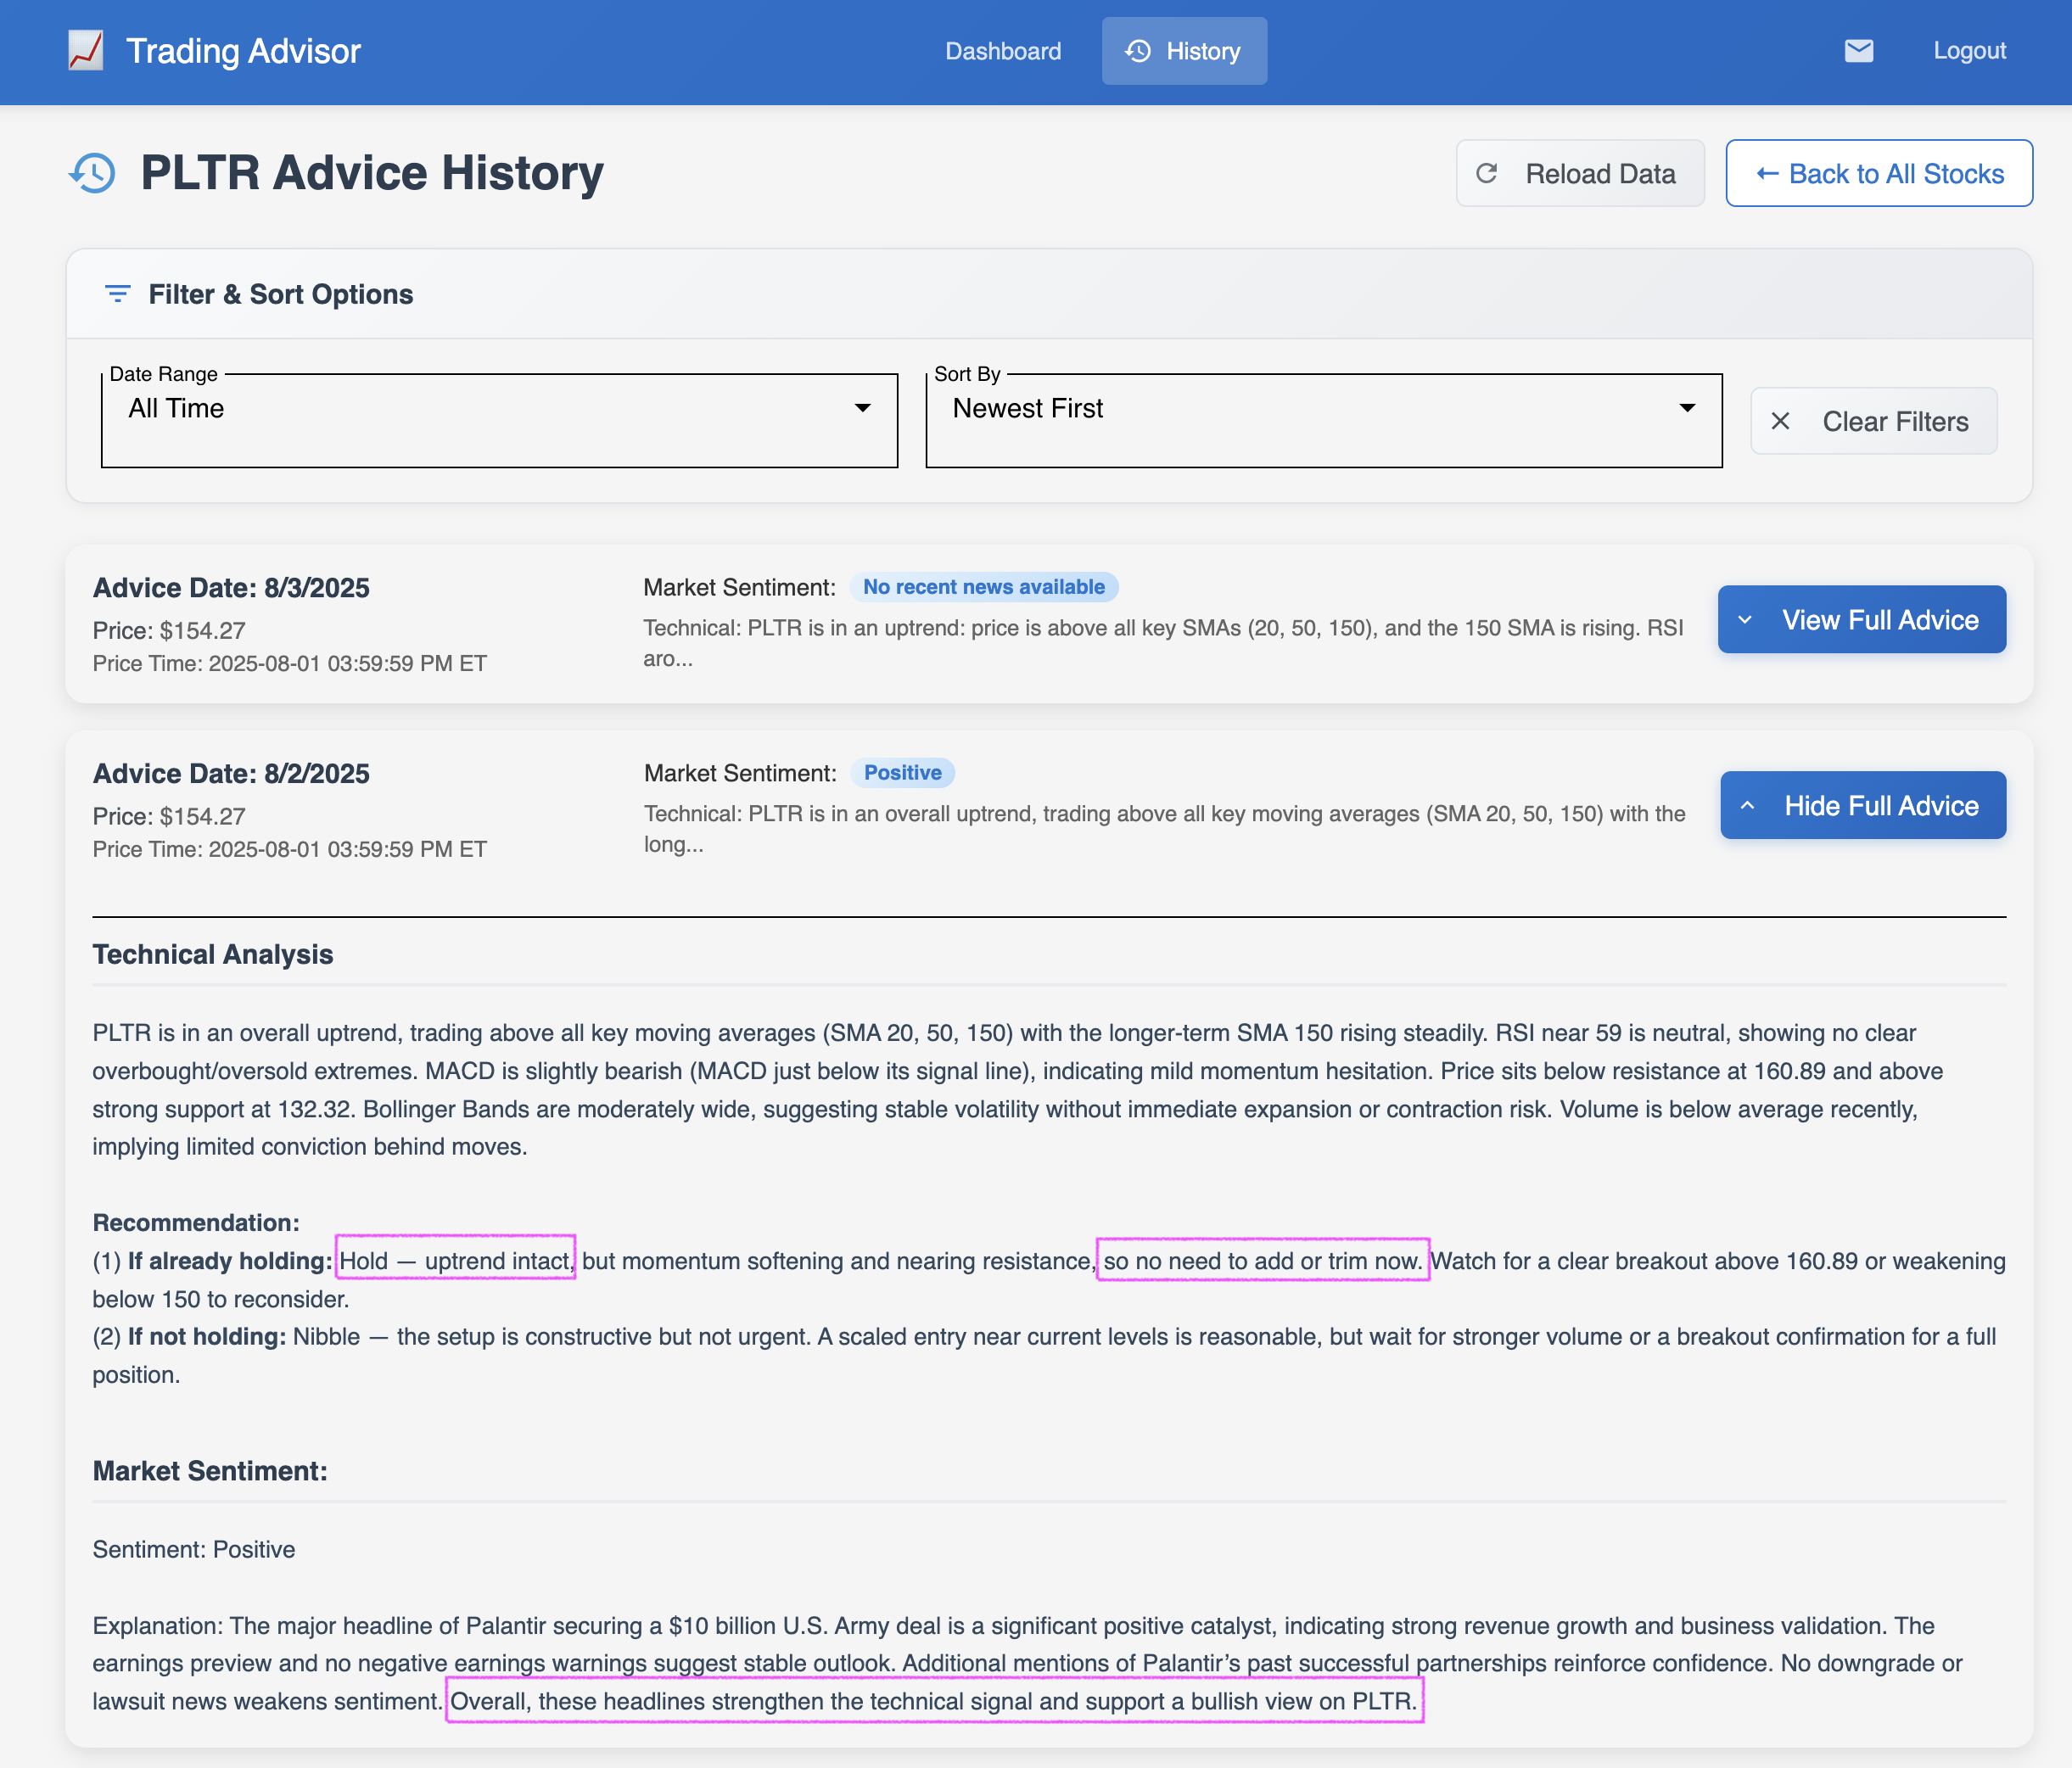 Trading Advisor
Dashboard
History
Logout
PLTR Advice History
Reload Data
← Back to All Stocks
Filter & Sort Options
Date Range
All Time
Sort By
Newest First
Clear Filters
Advice Date: 8/3/2025
Price: $154.27
Price Time: 2025-08-01 03:59:59 PM ET
Market Sentiment: No recent news available
Technical: PLTR is in an uptrend: price is above all key SMAs (20, 50, 150), and the 150 SMA is rising. RSI
aro...
View Full Advice
Advice Date: 8/2/2025
Price: $154.27
Price Time: 2025-08-01 03:59:59 PM ET
Market Sentiment: Positive
Technical: PLTR is in an overall uptrend, trading above all key moving averages (SMA 20, 50, 150) with the
long...
Hide Full Advice
Technical Analysis
PLTR is in an overall uptrend, trading above all key moving averages (SMA 20, 50, 150) with the longer-term SMA 150 rising steadily. RSI near 59 is neutral, showing no clear
overbought/oversold extremes. MACD is slightly bearish (MACD just below its signal line), indicating mild momentum hesitation. Price sits below resistance at 160.89 and above
strong support at 132.32. Bollinger Bands are moderately wide, suggesting stable volatility without immediate expansion or contraction risk. Volume is below average recently,
implying limited conviction behind moves.
Recommendation:
(1) If already holding: Hold — uptrend intact, but momentum softening and nearing resistance, so no need to add or trim now. Watch for a clear breakout above 160.89 or weakening
below 150 to reconsider.
(2) If not holding: Nibble — the setup is constructive but not urgent. A scaled entry near current levels is reasonable, but wait for stronger volume or a breakout confirmation for a full
position.
Market Sentiment:
Sentiment: Positive
Explanation: The major headline of Palantir securing a $10 billion U.S. Army deal is a significant positive catalyst, indicating strong revenue growth and business validation. The
earnings preview and no negative earnings warnings suggest stable outlook. Additional mentions of Palantir’s past successful partnerships reinforce confidence. No downgrade or
lawsuit news weakens sentiment. Overall, these headlines strengthen the technical signal and support a bullish view on PLTR.